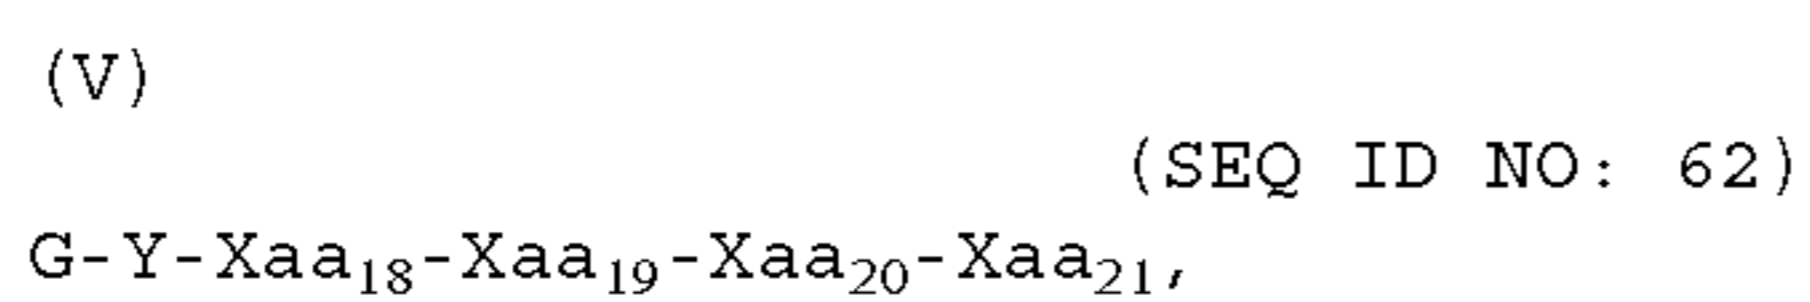 (V)
(SEQ ID NO: 62)
G-Y-Xaa₁₈-Xaa₁₉-Xaa₂₀-Xaa₂₁,